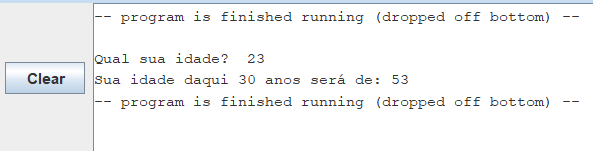 -- program is finished running (dropped off bottom) --
Qual sua idade?  23
Clear
Sua idade daqui 30 anos será de: 53
-- program is finished running (dropped off bottom) --